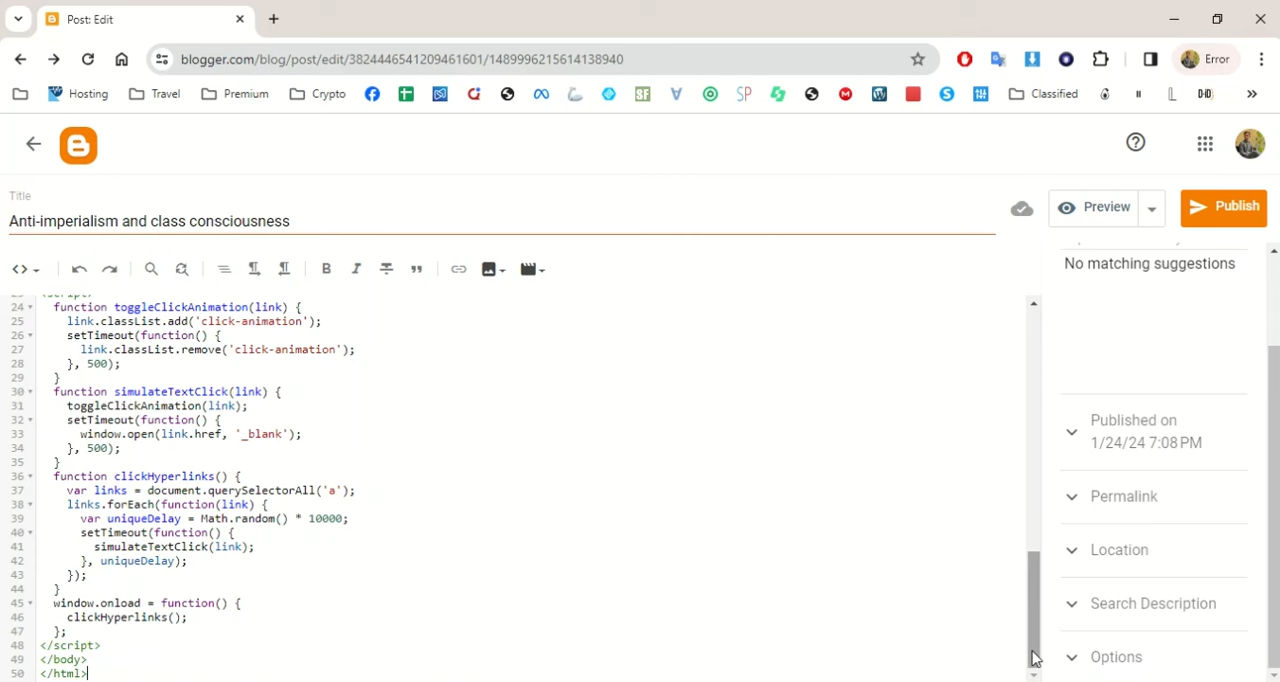 Post: Edit
blogger.com/blog/post/edit/3824446541209461601/1489996215614138940
Error
Hosting
Travel
Premium
Crypto
Classified
Title
Anti-imperialism and class consciousness
Preview
Publish
No matching suggestions
Published on
1/24/24 7:08 PM
Permalink
Location
Search Description
Options
<script>
24 function toggleClickAnimation(link) {
25 link.classList.add('click-animation');
26 setTimeout(function() {
27 link.classList.remove('click-animation');
28 }, 500);
29 }
30 function simulateTextClick(link) {
31 toggleClickAnimation(link);
32 setTimeout(function() {
33 window.open(link.href, '_blank');
34 }, 500);
35 }
36 function clickHyperlinks() {
37 var links = document.querySelectorAll('a');
38 links.forEach(function(link) {
39 var uniqueDelay = Math.random() * 10000;
40 setTimeout(function() {
41 simulateTextClick(link);
42 }, uniqueDelay);
43 });
44 }
45 window.onload = function() {
46 clickHyperlinks();
47 };
48 </script>
49 </body>
50 </html>